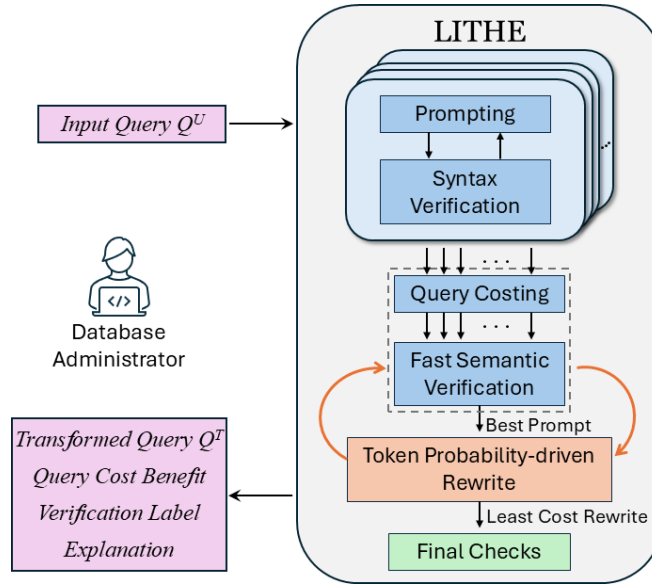 LITHE
Input Query Q^U
Prompting
Syntax
Verification
...
. . .
Query Costing
. . .
Fast Semantic
Verification
Database
Administrator
Best Prompt
Token Probability-driven
Rewrite
Least Cost Rewrite
Final Checks
Transformed Query Q^T
Query Cost Benefit
Verification Label
Explanation